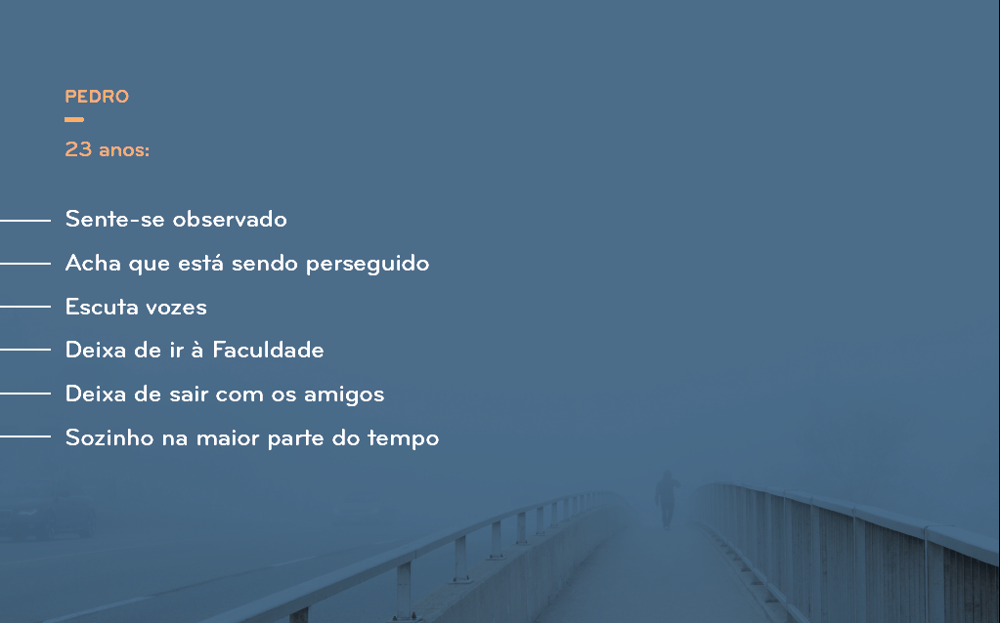 PEDRO
23 anos:
Sente-se observado
Acha que está sendo perseguido
Escuta vozes
Deixa de ir à Faculdade
Deixa de sair com os amigos
Sozinho na maior parte do tempo